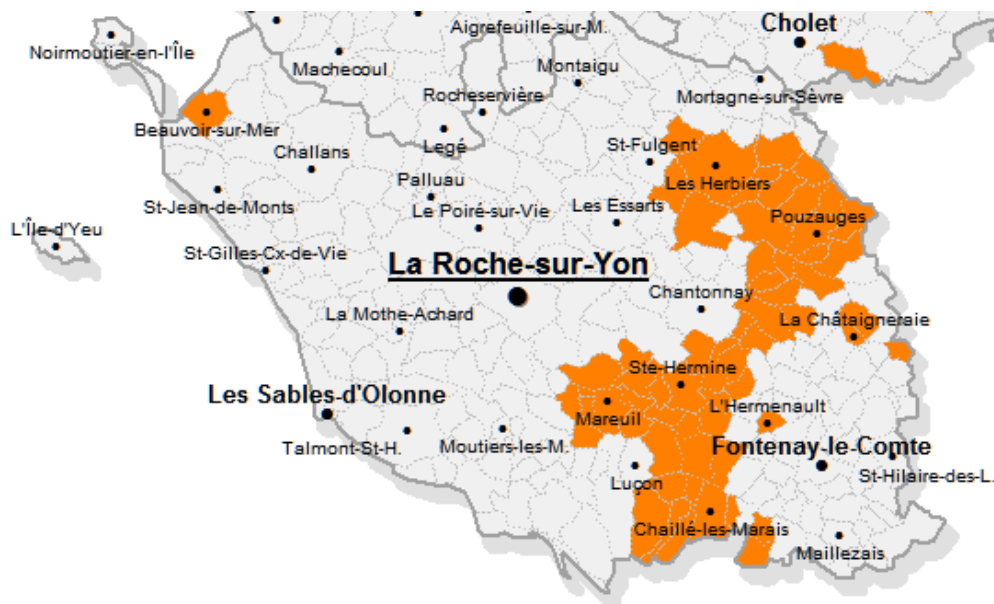 Aigrefeuille-sur-M.
Cholet
Noirmoutier-en-l'Île
Machecoul
Montaigu
Rocheservière
Mortagne-sur-Sèvre
Beauvoir-sur-Mer
Legé
St-Fulgent
Challans
Les Herbiers
Palluau
St-Jean-de-Monts
Le Poiré-sur-Vie
Les Essarts
Pouzauges
L'Île-d'Yeu
St-Gilles-Cx-de-Vie
La Roche-sur-Yon
Chantonnay
La Mothe-Achard
La Châtaigneraie
Ste-Hermine
Les Sables-d'Olonne
L'Hermenault
Mareuil
Talmont-St-H.
Moutiers-les-M.
Fontenay-le-Comte
St-Hilaire-des-L.
Luçon
Chaillé-les-Marais
Maillezais